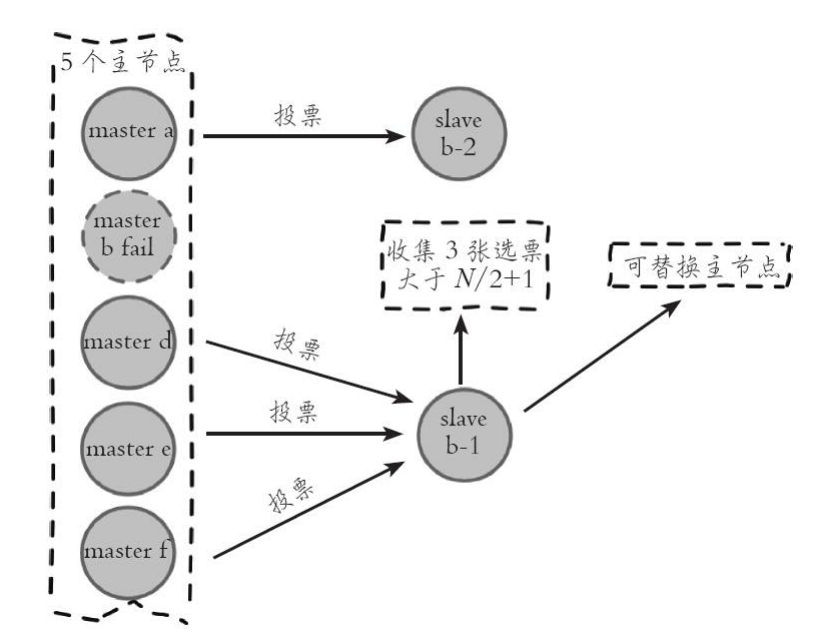 5 个主节点
master a
投票
slave
b-2
master
b fail
收集 3 张选票
大于 N/2+1
可替换主节点
master d
投票
master e
投票
slave
b-1
master f
投票